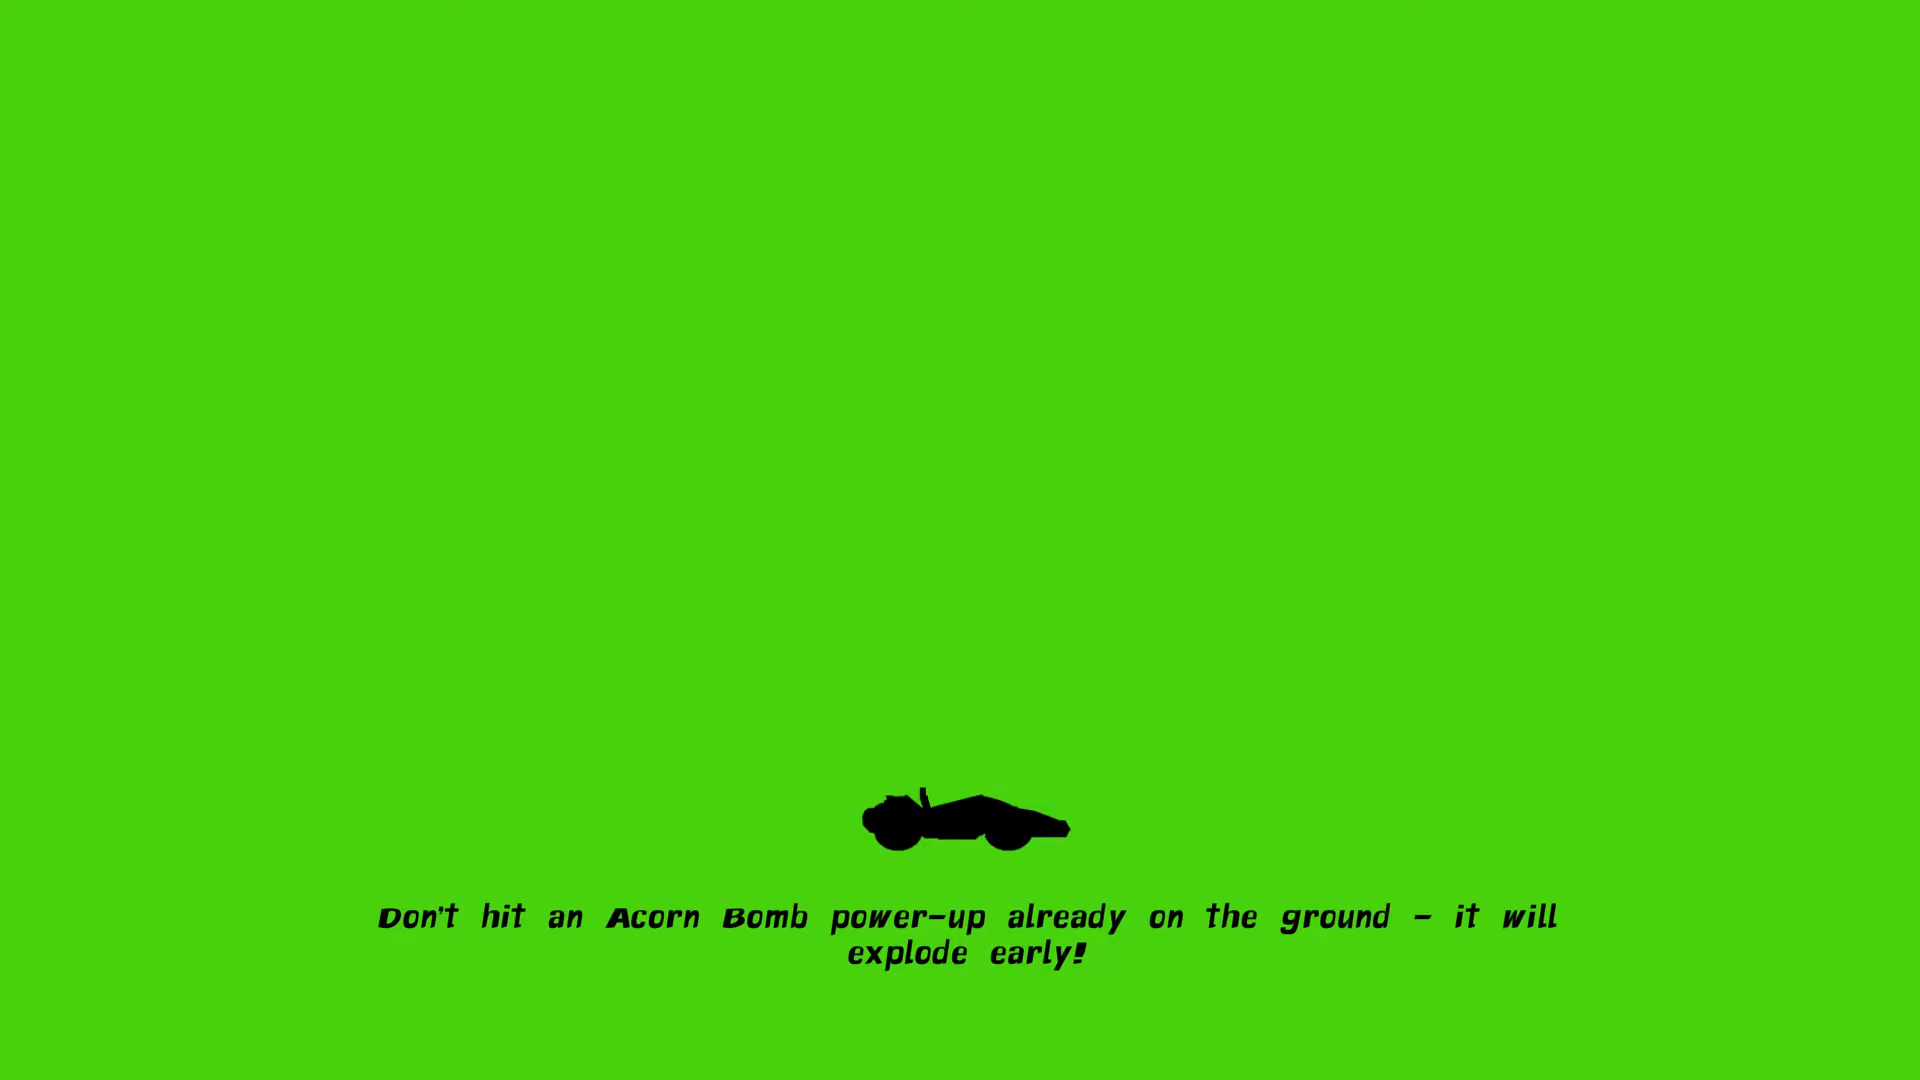 Don't hit an Acorn Bomb power-up already on the ground - it will
explode early!